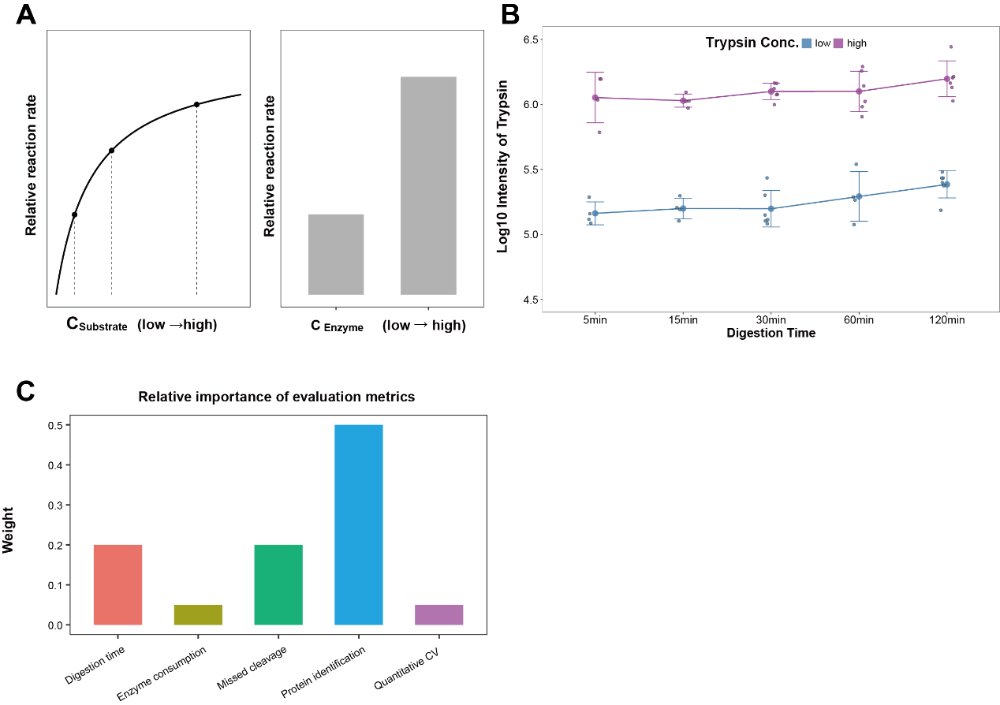 A
Relative reaction rate
CSubstrate (low →high)
Relative reaction rate
C Enzyme (low → high)
B
Trypsin Conc. low high
Log10 Intensity of Trypsin
6.5
6.0
5.5
5.0
4.5
5min 15min 30min 60min 120min
Digestion Time
C
Relative importance of evaluation metrics
Weight
0.5
0.4
0.3
0.2
0.1
0.0
Digestion time
Enzyme consumption
Missed cleavage
Protein identification
Quantitative CV